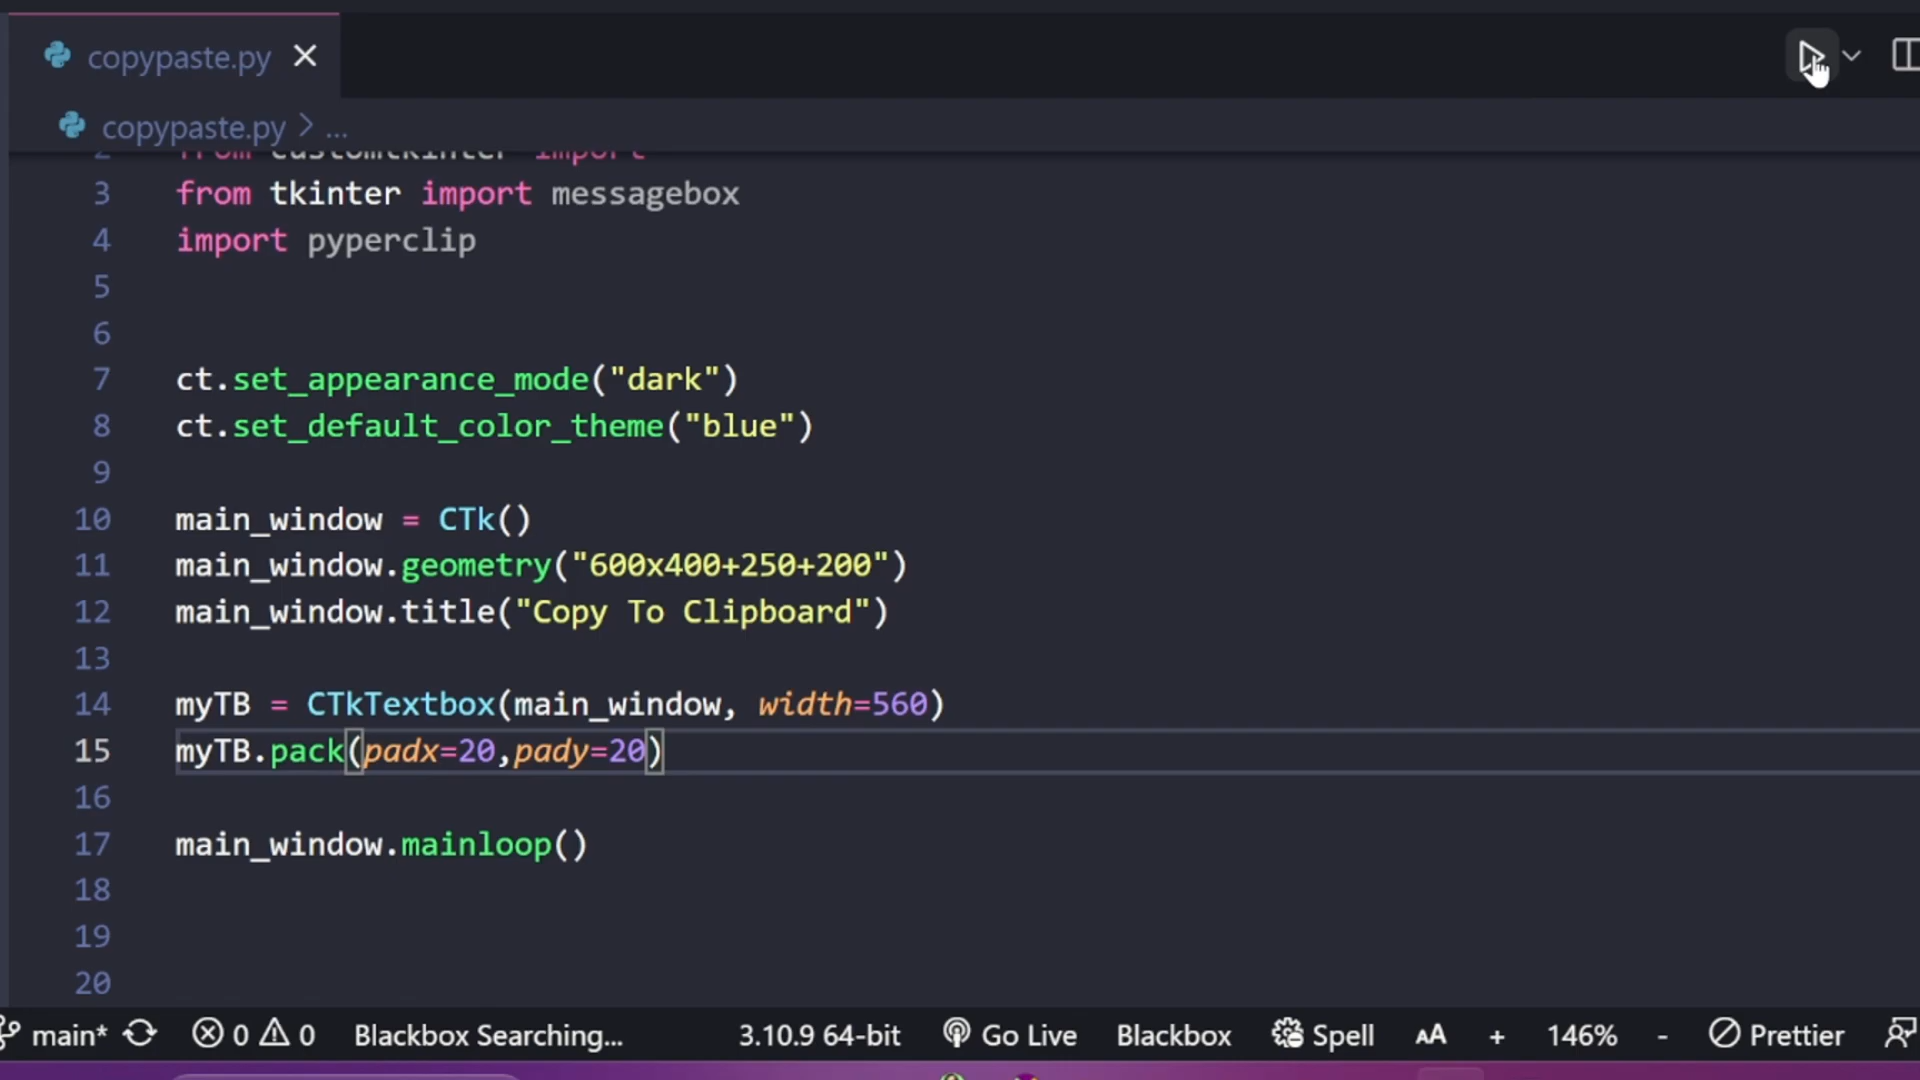 copypaste.py
copypaste.py > ...
2 from customtkinter import
3 from tkinter import messagebox
4 import pyperclip
5
6
7 ct.set_appearance_mode("dark")
8 ct.set_default_color_theme("blue")
9
10 main_window = CTk()
11 main_window.geometry("600x400+250+200")
12 main_window.title("Copy To Clipboard")
13
14 myTB = CTkTextbox(main_window, width=560)
15 myTB.pack(padx=20,pady=20)
16
17 main_window.mainloop()
18
19
20
main* 0 0 Blackbox Searching... 3.10.9 64-bit Go Live Blackbox Spell AA + 146% - Prettier